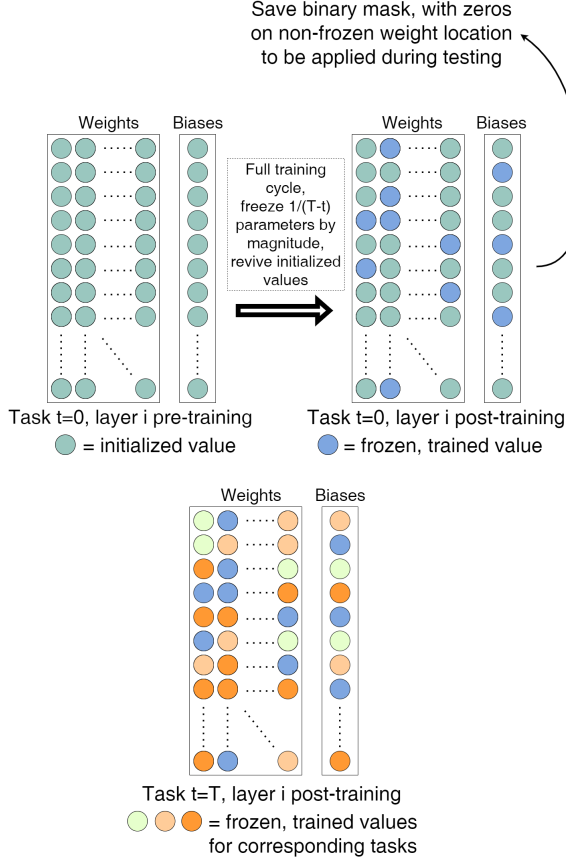 Save binary mask, with zeros
on non-frozen weight location
to be applied during testing
Weights
Biases
Full training
cycle,
freeze 1/(T-t)
parameters by
magnitude,
revive initialized
values
Weights
Biases
Task t=0, layer i pre-training
= initialized value
Task t=0, layer i post-training
= frozen, trained value
Weights
Biases
Task t=T, layer i post-training
= frozen, trained values
for corresponding tasks